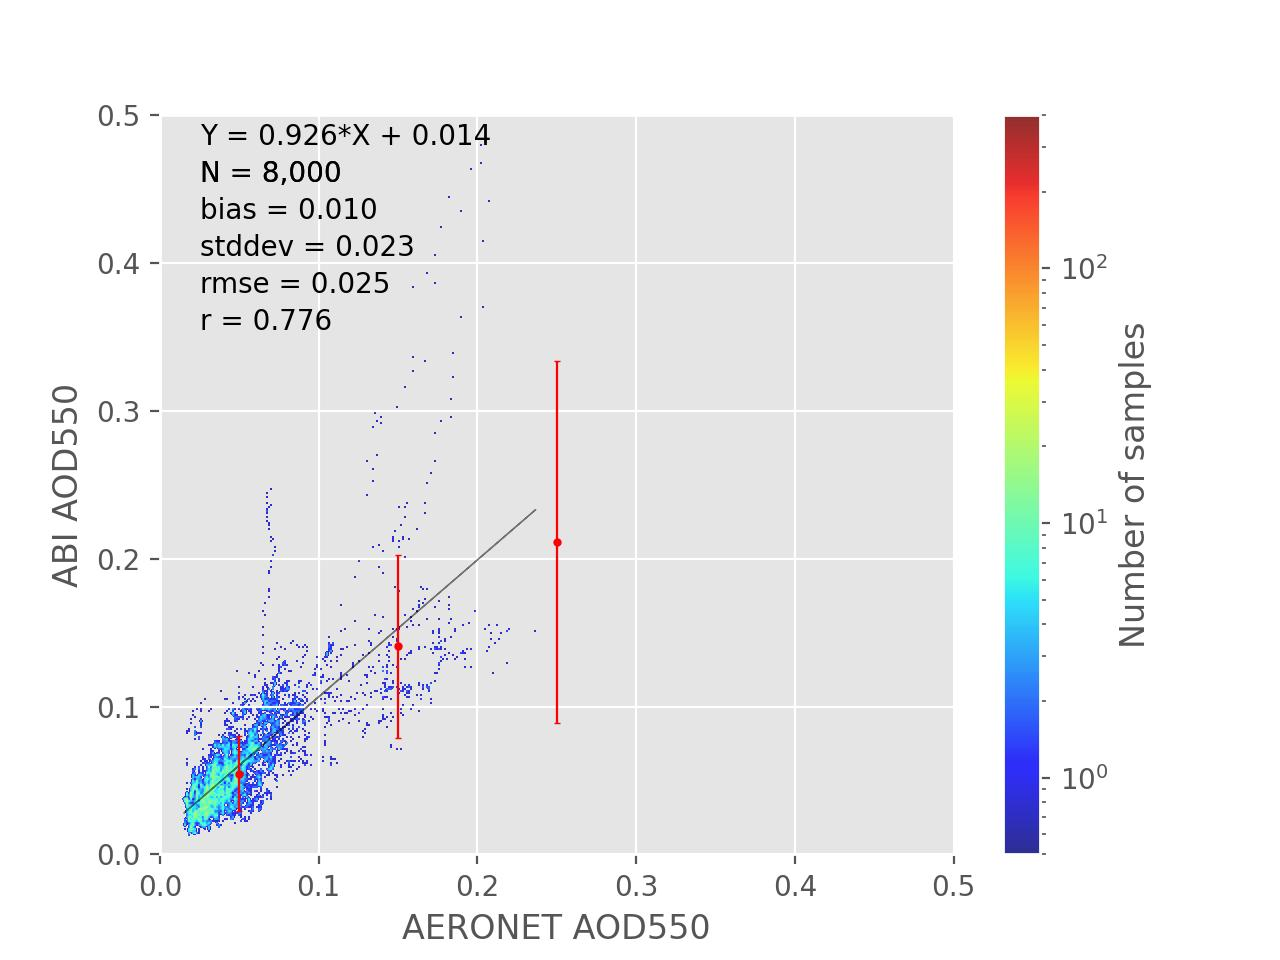 Y = 0.926*X + 0.014
N = 8,000
bias = 0.010
stddev = 0.023
rmse = 0.025
r = 0.776
0.5
0.4
0.3
0.2
0.1
0.0
ABI AOD550
0.0 0.1 0.2 0.3 0.4 0.5
AERONET AOD550
10²
10¹
10⁰
Number of samples